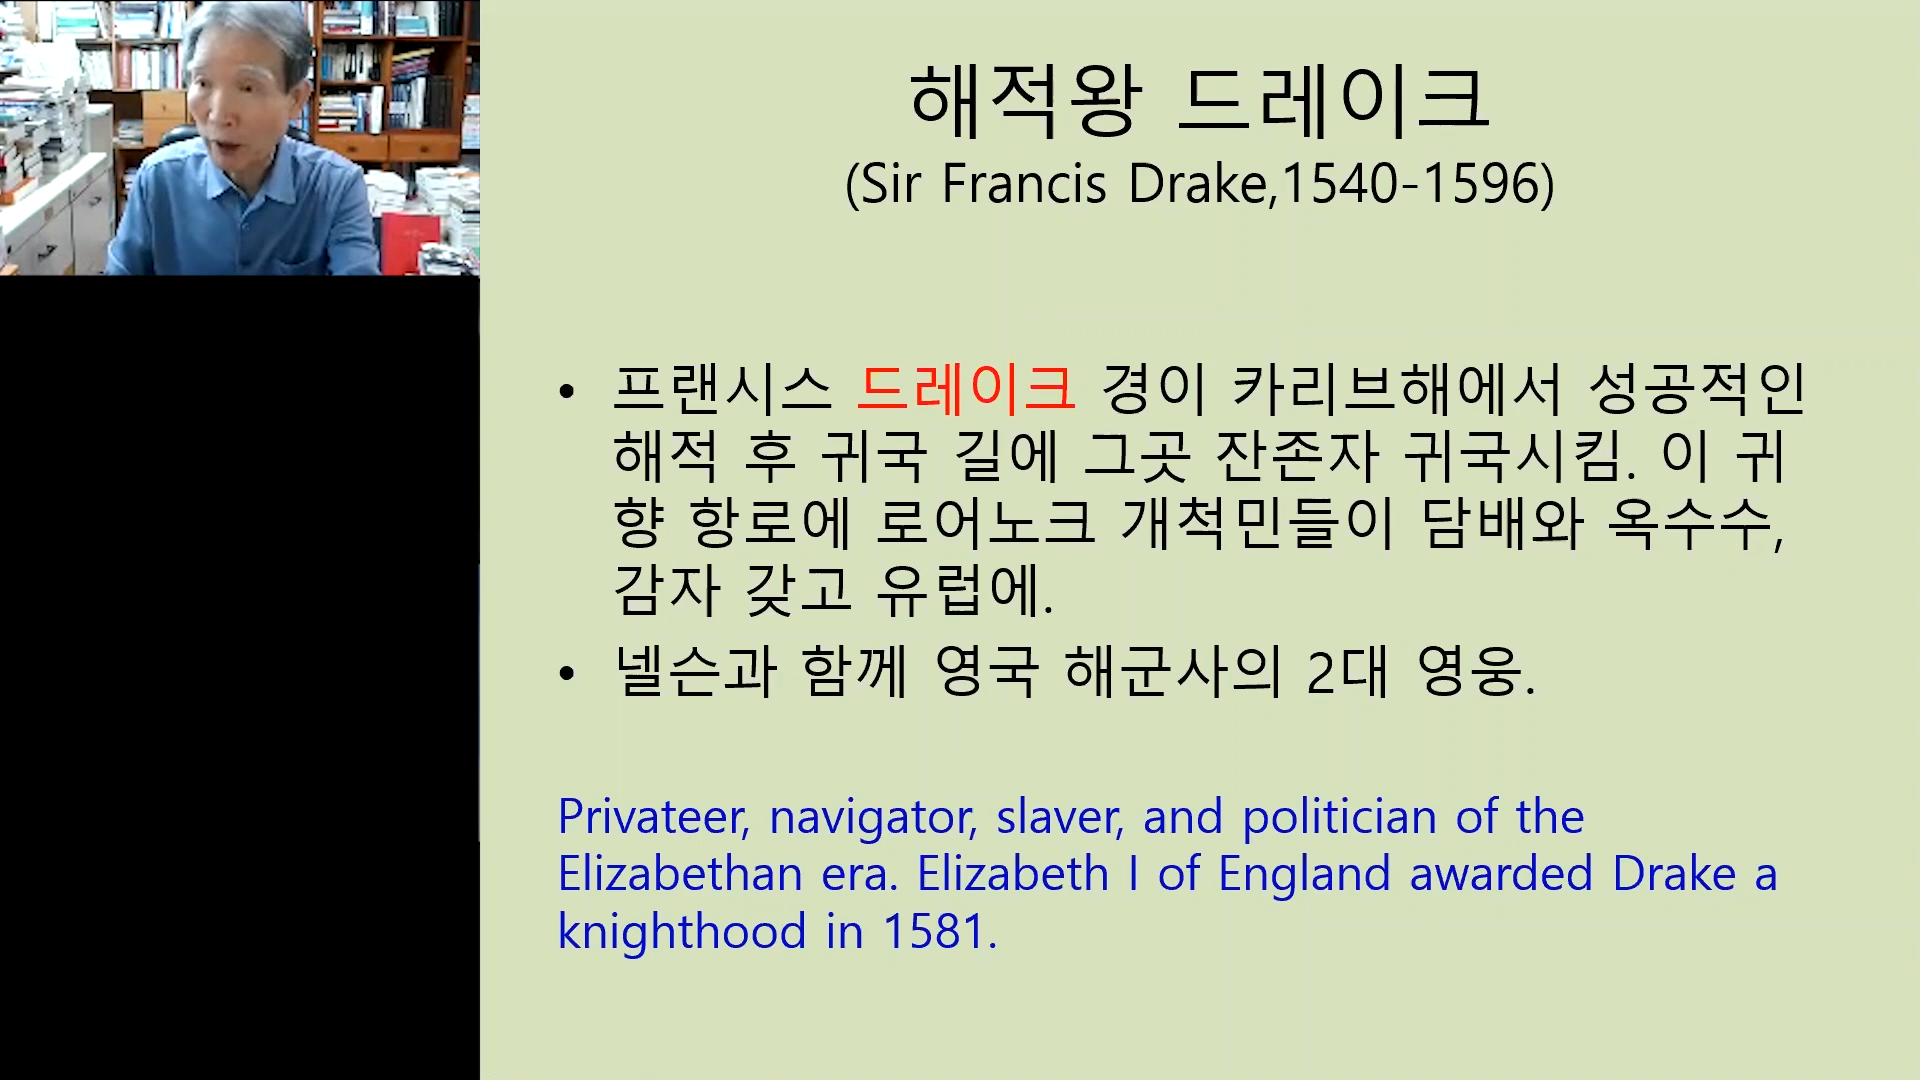 해적왕 드레이크
(Sir Francis Drake,1540-1596)
• 프랜시스 드레이크 경이 카리브해에서 성공적인
해적 후 귀국 길에 그곳 잔존자 귀국시킴. 이 귀
향 항로에 로어노크 개척민들이 담배와 옥수수,
감자 갖고 유럽에.
• 넬슨과 함께 영국 해군사의 2대 영웅.
Privateer, navigator, slaver, and politician of the
Elizabethan era. Elizabeth I of England awarded Drake a
knighthood in 1581.